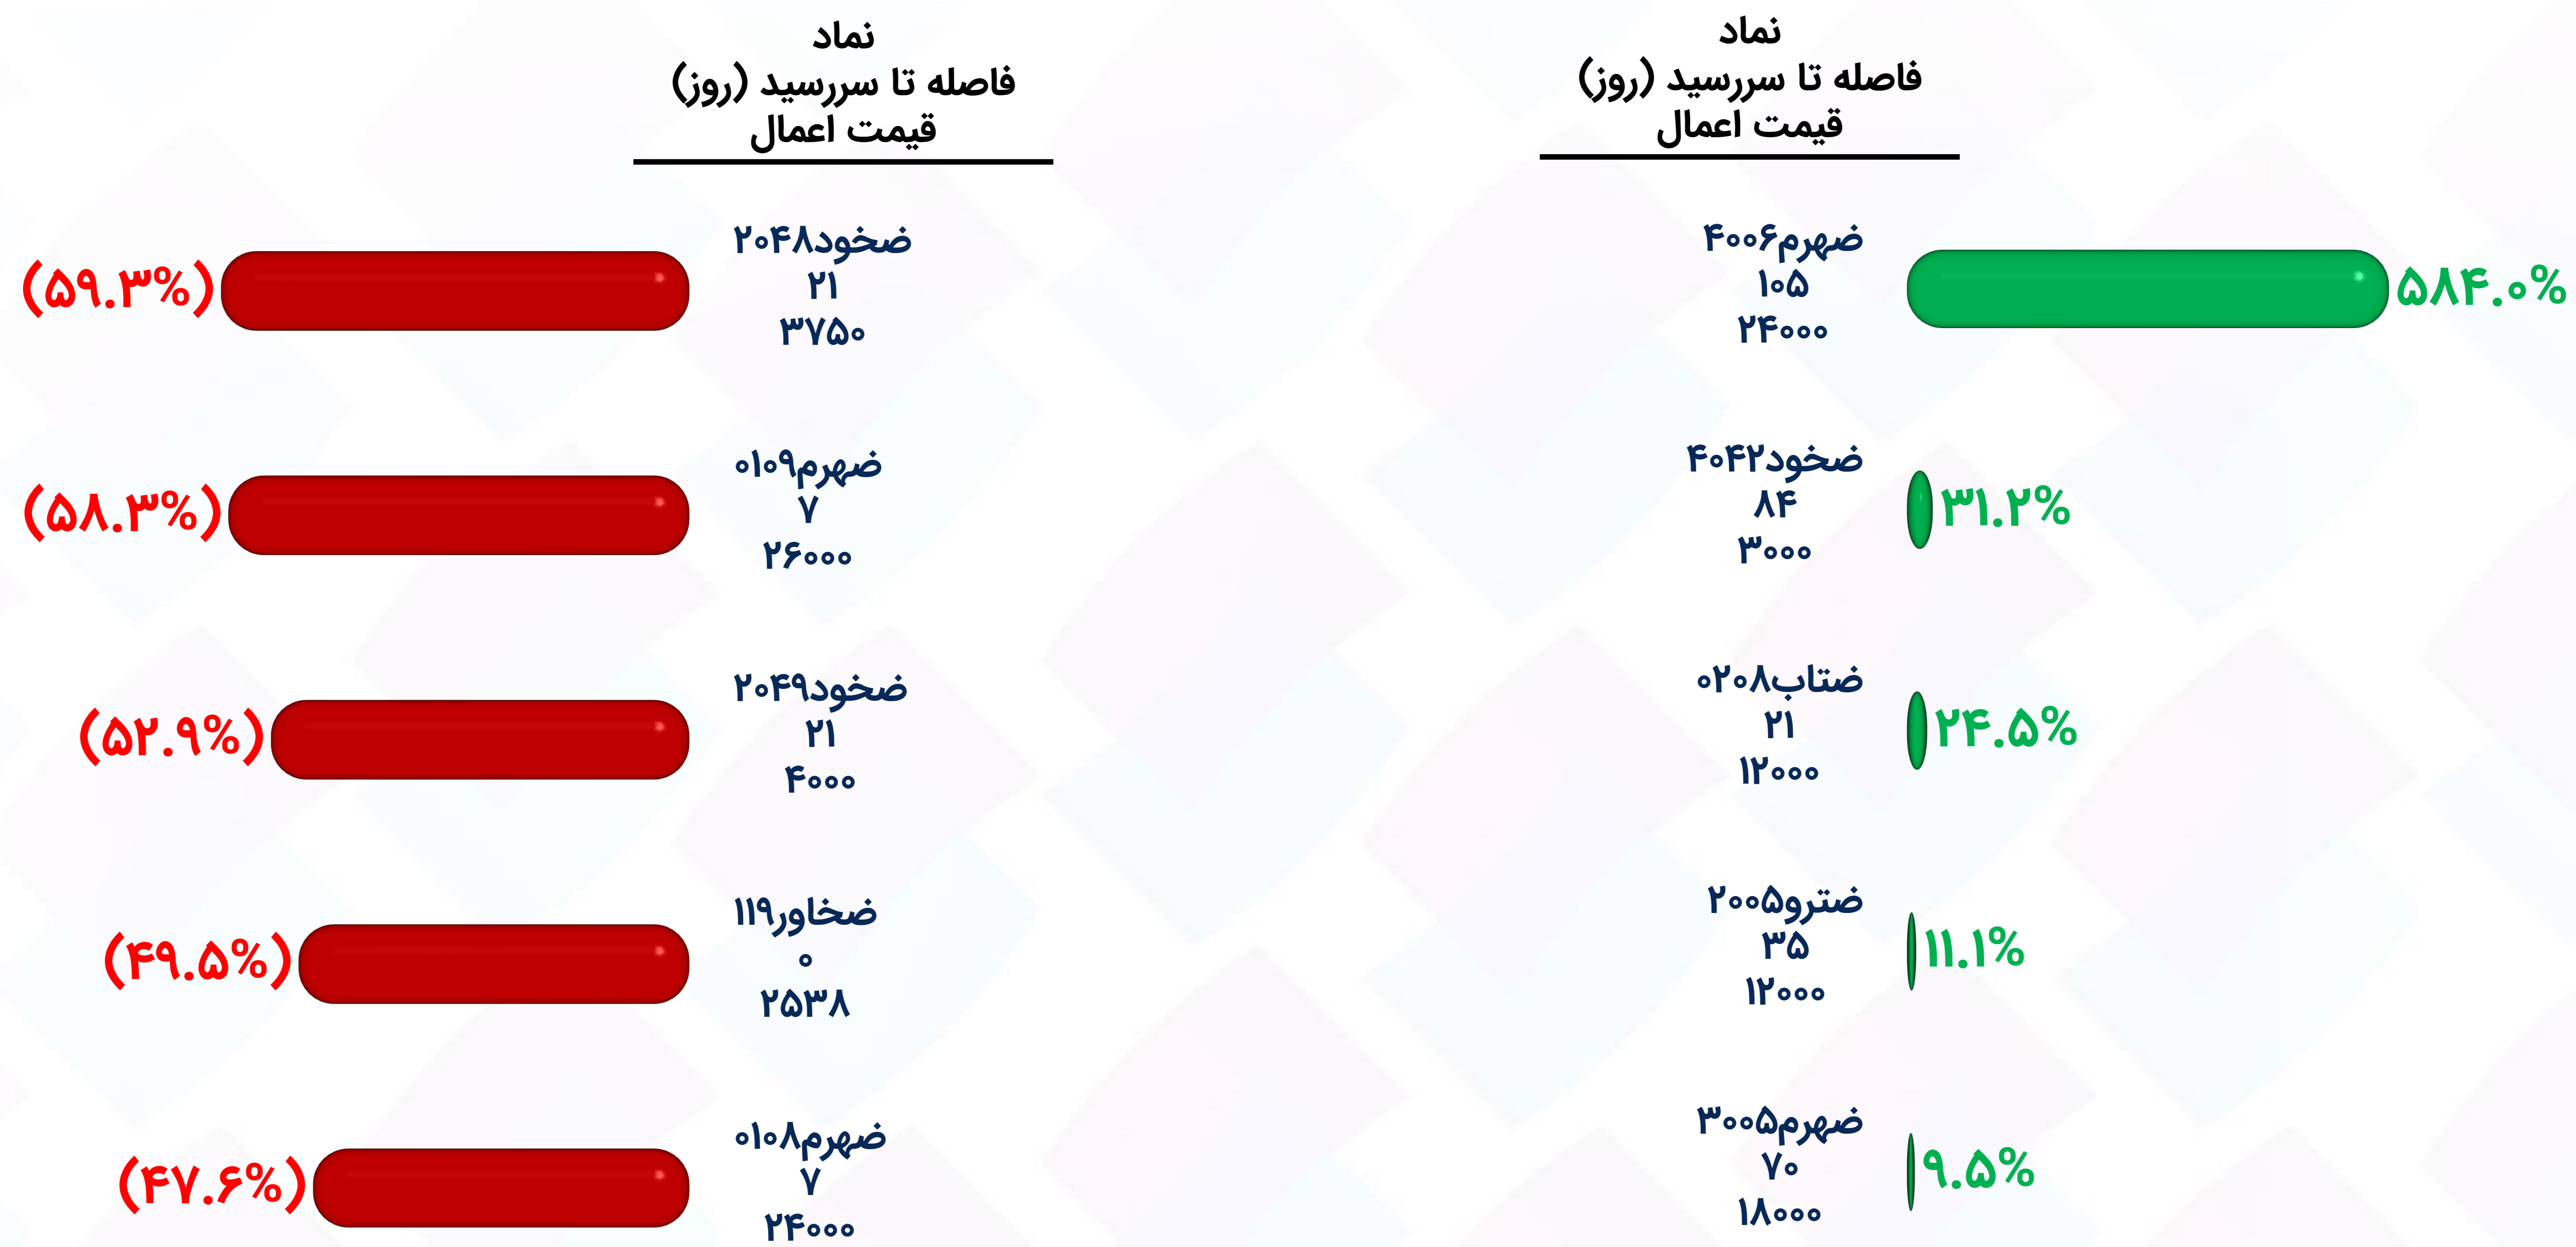 نماد
فاصله تا سررسید (روز)
قیمت اعمال
ضهرم۴۰۰۶
۱۰۵
۲۴۰۰۰
۵۸۴.۰%
ضخود۴۰۴۲
۸۴
۳۰۰۰
۳۱.۲%
ضتاب۰۲۰۸
۲۱
۱۲۰۰۰
۲۴.۵%
ضترو۲۰۰۵
۳۵
۱۲۰۰۰
۱۱.۱%
ضهرم۳۰۰۵
۷۰
۱۸۰۰۰
۹.۵%
نماد
فاصله تا سررسید (روز)
قیمت اعمال
ضخود۲۰۴۸
۲۱
۳۷۵۰
(۵۹.۳%)
ضهرم۰۱۰۹
۷
۲۶۰۰۰
(۵۸.۳%)
ضخود۲۰۴۹
۲۱
۴۰۰۰
(۵۲.۹%)
ضخاور۱۱۹
۰
۲۵۳۸
(۴۹.۵%)
ضهرم۰۱۰۸
۷
۲۴۰۰۰
(۴۷.۶%)